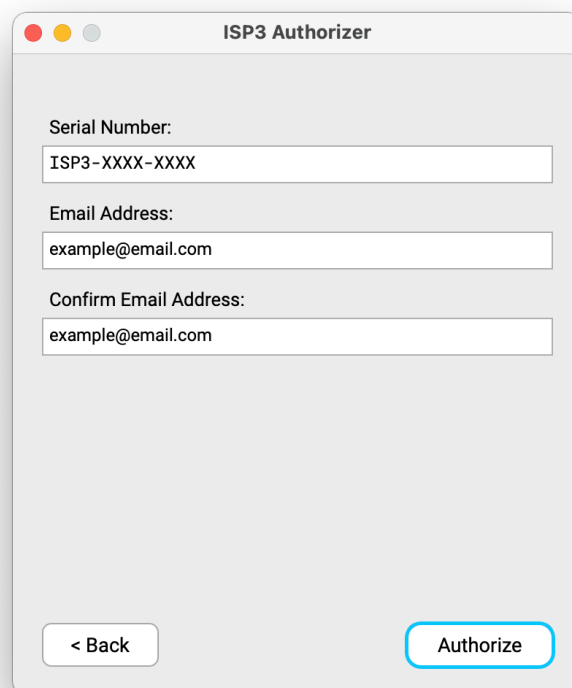 ISP3 Authorizer
Serial Number:
ISP3-XXXX-XXXX
Email Address:
example@email.com
Confirm Email Address:
example@email.com
< Back
Authorize